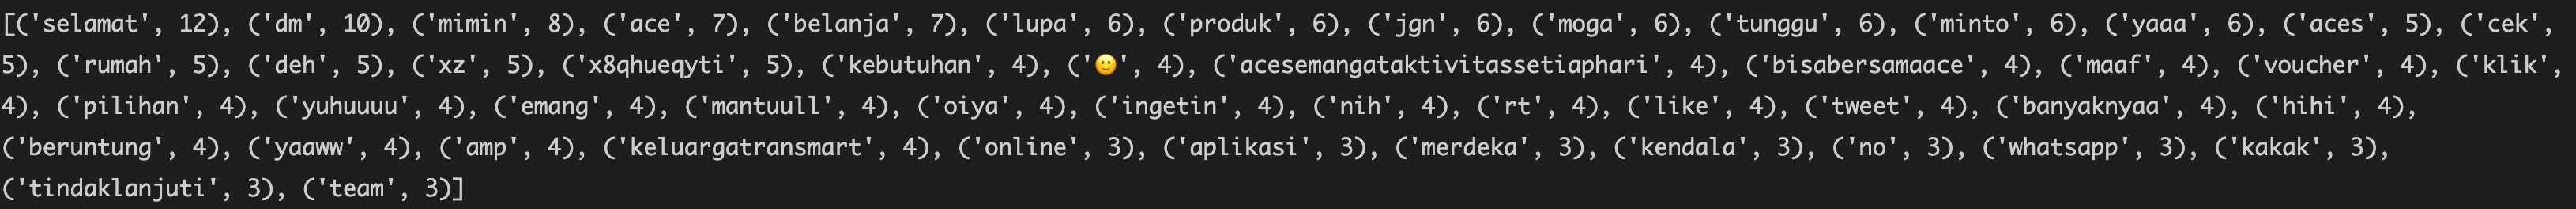 [('selamat', 12), ('dm', 10), ('mimin', 8), ('ace', 7), ('belanja', 7), ('lupa', 6), ('produk', 6), ('jgn', 6), ('moga', 6), ('tunggu', 6), ('minto', 6), ('yaaa', 6), ('aces', 5), ('cek',
5), ('rumah', 5), ('deh', 5), ('xz', 5), ('x8qhueqyti', 5), ('kebutuhan', 4), ('🙂', 4), ('acesemangataktivitassetiaphari', 4), ('bisabersamaace', 4), ('maaf', 4), ('voucher', 4), ('klik',
4), ('pilihan', 4), ('yuhuuuu', 4), ('emang', 4), ('mantuull', 4), ('oiya', 4), ('ingetin', 4), ('nih', 4), ('rt', 4), ('like', 4), ('tweet', 4), ('banyaknyaa', 4), ('hihi', 4),
('beruntung', 4), ('yaaww', 4), ('amp', 4), ('keluargatransmart', 4), ('online', 3), ('aplikasi', 3), ('merdeka', 3), ('kendala', 3), ('no', 3), ('whatsapp', 3), ('kakak', 3),
('tindaklanjuti', 3), ('team', 3)]